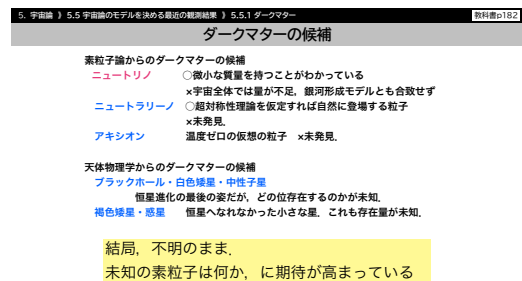 5. 宇宙論 》 5.5 宇宙論のモデルを決める最近の観測結果 》 5.5.1 ダークマター 教科書p182
ダークマターの候補
素粒子論からのダークマターの候補
ニュートリノ ○微小な質量を持つことがわかっている
×宇宙全体では量が不足，銀河形成モデルとも合致せず
ニュートラリーノ ○超対称性理論を仮定すれば自然に登場する粒子
×未発見．
アキシオン 温度ゼロの仮想の粒子 ×未発見．
天体物理学からのダークマターの候補
ブラックホール・白色矮星・中性子星
恒星進化の最後の姿だが，どの位存在するのかが未知．
褐色矮星・惑星 恒星へなれなかった小さな星．これも存在量が未知．
結局，不明のまま．
未知の素粒子は何か，に期待が高まっている